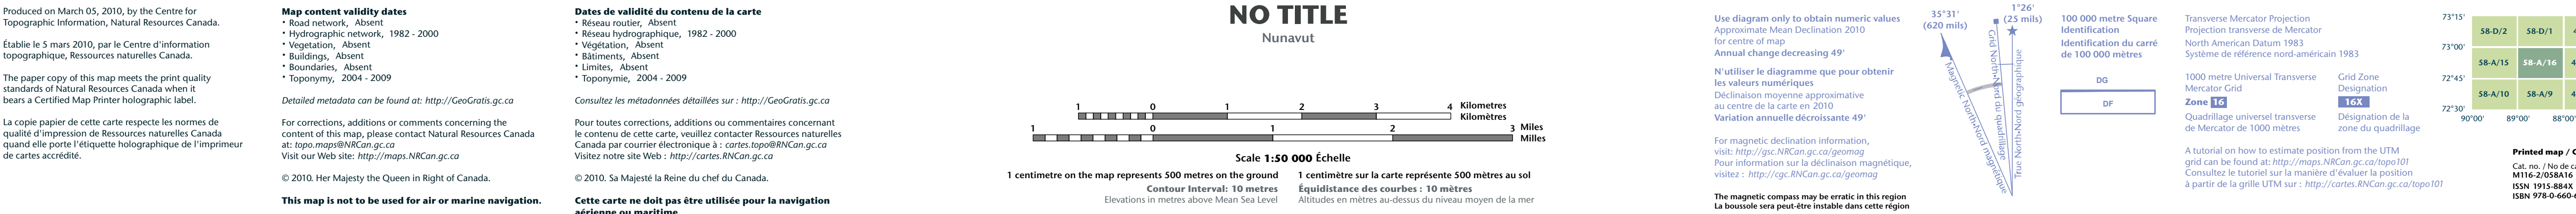 Produced on March 05, 2010, by the Centre for
Topographic Information, Natural Resources Canada.
Établie le 5 mars 2010, par le Centre d'information
topographique, Ressources naturelles Canada.
The paper copy of this map meets the print quality
standards of Natural Resources Canada when it
bears a Certified Map Printer holographic label.
La copie papier de cette carte respecte les normes de
qualité d'impression de Ressources naturelles Canada
quand elle porte l'étiquette holographique de l'imprimeur
de cartes accrédité.
Map content validity dates
• Road network, Absent
• Hydrographic network, 1982 - 2000
• Vegetation, Absent
• Buildings, Absent
• Boundaries, Absent
• Toponymy, 2004 - 2009
Detailed metadata can be found at: http://GeoGratis.gc.ca
For corrections, additions or comments concerning the
content of this map, please contact Natural Resources Canada
at: topo.maps@NRCan.gc.ca
Visit our Web site: http://maps.NRCan.gc.ca
© 2010. Her Majesty the Queen in Right of Canada.
This map is not to be used for air or marine navigation.
Dates de validité du contenu de la carte
• Réseau routier, Absent
• Réseau hydrographique, 1982 - 2000
• Végétation, Absent
• Bâtiments, Absent
• Limites, Absent
• Toponymie, 2004 - 2009
Consultez les métadonnées détaillées sur : http://GeoGratis.gc.ca
Pour toutes corrections, additions ou commentaires concernant
le contenu de cette carte, veuillez contacter Ressources naturelles
Canada par courrier électronique à : cartes.topo@RNCan.gc.ca
Visitez notre site Web : http://cartes.RNCan.gc.ca
© 2010. Sa Majesté la Reine du chef du Canada.
Cette carte ne doit pas être utilisée pour la navigation
aérienne ou maritime
NO TITLE
Nunavut
1 0 1 2 3 4 Kilometres
Kilomètres
1 0 1 2 3 Miles
Milles
Scale 1:50 000 Échelle
1 centimetre on the map represents 500 metres on the ground
1 centimètre sur la carte représente 500 mètres au sol
Contour Interval: 10 metres
Équidistance des courbes : 10 mètres
Elevations in metres above Mean Sea Level
Altitudes en mètres au-dessus du niveau moyen de la mer
Use diagram only to obtain numeric values
Approximate Mean Declination 2010
for centre of map
Annual change decreasing 49'
N'utiliser le diagramme que pour obtenir
les valeurs numériques
Déclinaison moyenne approximative
au centre de la carte en 2010
Variation annuelle décroissante 49'
For magnetic declination information,
visit: http://gsc.NRCan.gc.ca/geomag
Pour information sur la déclinaison magnétique,
visitez : http://cgc.RNCan.gc.ca/geomag
The magnetic compass may be erratic in this region
La boussole sera peut-être instable dans cette région
35°31'
(620 mils)
1°26'
(25 mils)
Magnetic North•Nord magnétique
Grid North•Nord du quadrillage
True North•Nord géographique
100 000 metre Square
Identification
Identification du carré
de 100 000 mètres
DG
DF
Transverse Mercator Projection
Projection transverse de Mercator
North American Datum 1983
Système de référence nord-américain 1983
1000 metre Universal Transverse
Mercator Grid
Zone 16
Quadrillage universel transverse
de Mercator de 1000 mètres
Grid Zone
Designation
16X
Désignation de la
zone du quadrillage
A tutorial on how to estimate position from the UTM
grid can be found at: http://maps.NRCan.gc.ca/topo101
Consultez le tutoriel sur la manière d'évaluer la position
à partir de la grille UTM sur : http://cartes.RNCan.gc.ca/topo101
73°15'
58-D/2 58-D/1 4
73°00'
58-A/15 58-A/16 4
72°45'
58-A/10 58-A/9 4
72°30'
90°00' 89°00' 88°00'
Printed map / C
Cat. no. / No de c
M116-2/058A16
ISSN 1915-884X
ISBN 978-0-660-